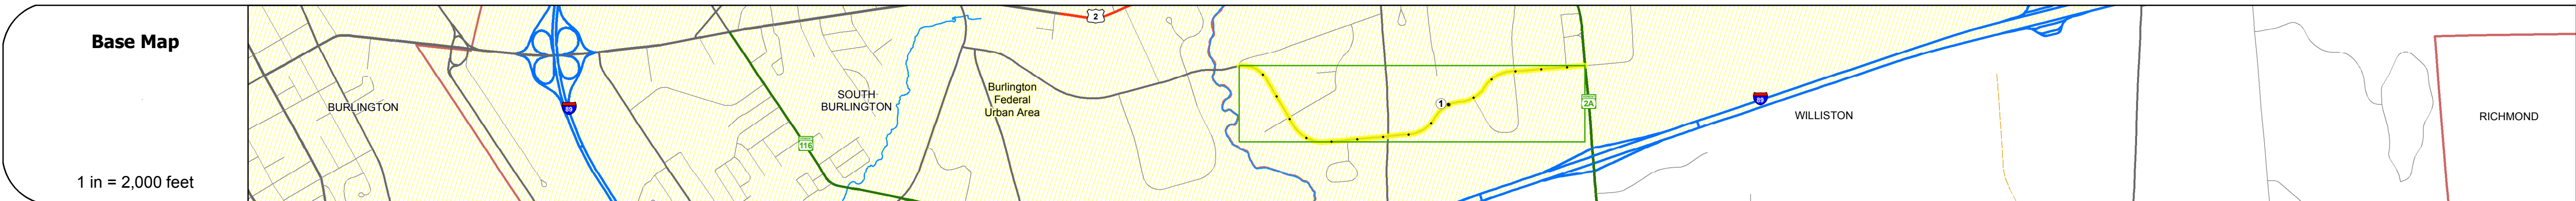 Base Map
1 in = 2,000 feet
BURLINGTON
89
116
SOUTH
BURLINGTON
Burlington
Federal
Urban Area
2
1
2A
89
WILLISTON
RICHMOND